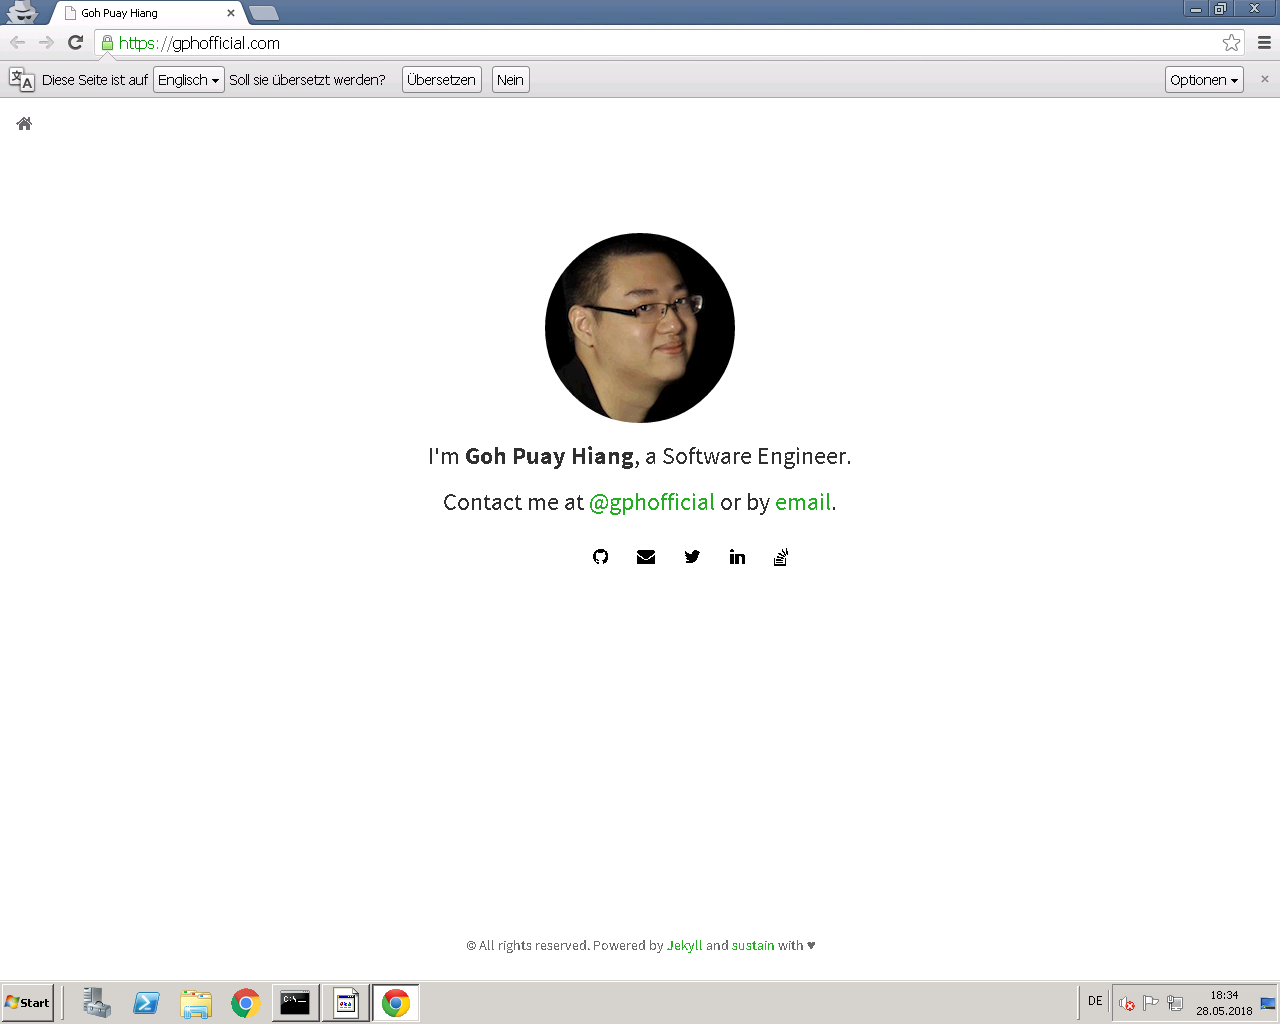 Goh Puay Hiang
https://gphofficial.com
Diese Seite ist auf Englisch Soll sie übersetzt werden? Übersetzen Nein Optionen
I'm Goh Puay Hiang, a Software Engineer.
Contact me at @gphofficial or by email.
© All rights reserved. Powered by Jekyll and sustain with ♥
Start
C:\_
DE
18:34
28.05.2018